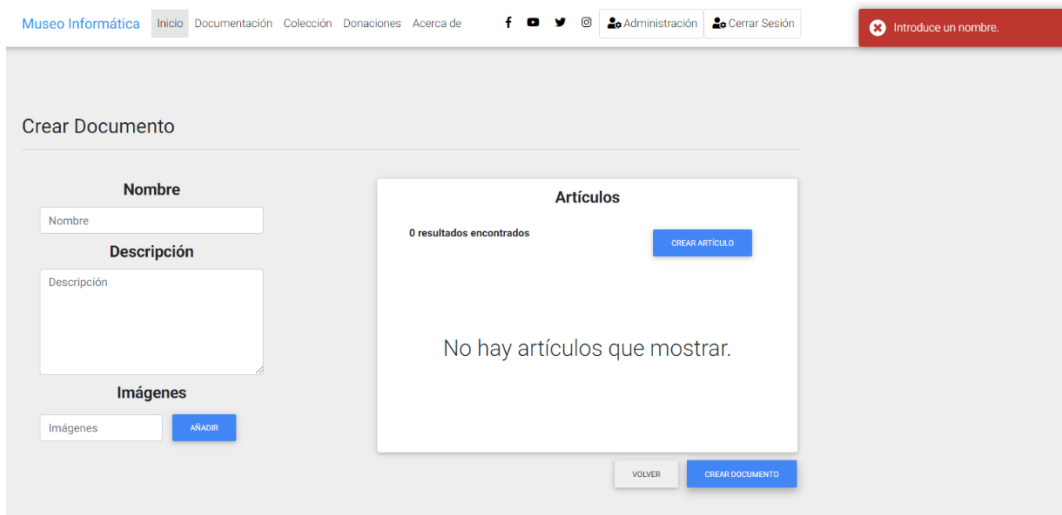 Museo Informática Inicio Documentación Colección Donaciones Acerca de Administración Cerrar Sesión
Introduce un nombre.
Crear Documento
Nombre
Nombre
Descripción
Descripción
Imágenes
Imágenes AÑADIR
Artículos
0 resultados encontrados CREAR ARTÍCULO
No hay artículos que mostrar.
VOLVER CREAR DOCUMENTO